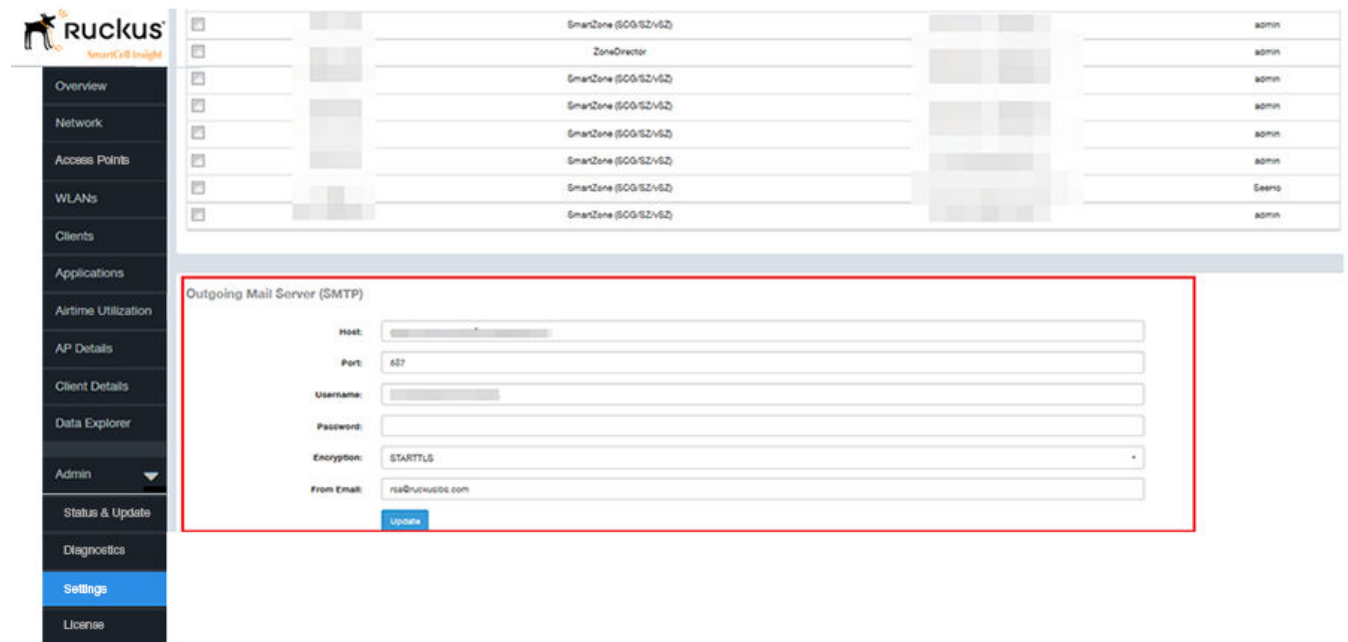 Ruckus
SmartCell Insight
Overview
Network
Access Points
WLANs
Clients
Applications
Airtime Utilization
AP Details
Client Details
Data Explorer
Admin
Status & Update
Diagnostics
Settings
License
SmartZone (SCG/SZ/vSZ) admin
ZoneDirector admin
SmartZone (SCG/SZ/vSZ) admin
SmartZone (SCG/SZ/vSZ) admin
SmartZone (SCG/SZ/vSZ) admin
SmartZone (SCG/SZ/vSZ) admin
SmartZone (SCG/SZ/vSZ)
SmartZone (SCG/SZ/vSZ) admin
Outgoing Mail Server (SMTP)
Host:
Port:
Username:
Password:
Encryption: STARTTLS
From Email:
Update